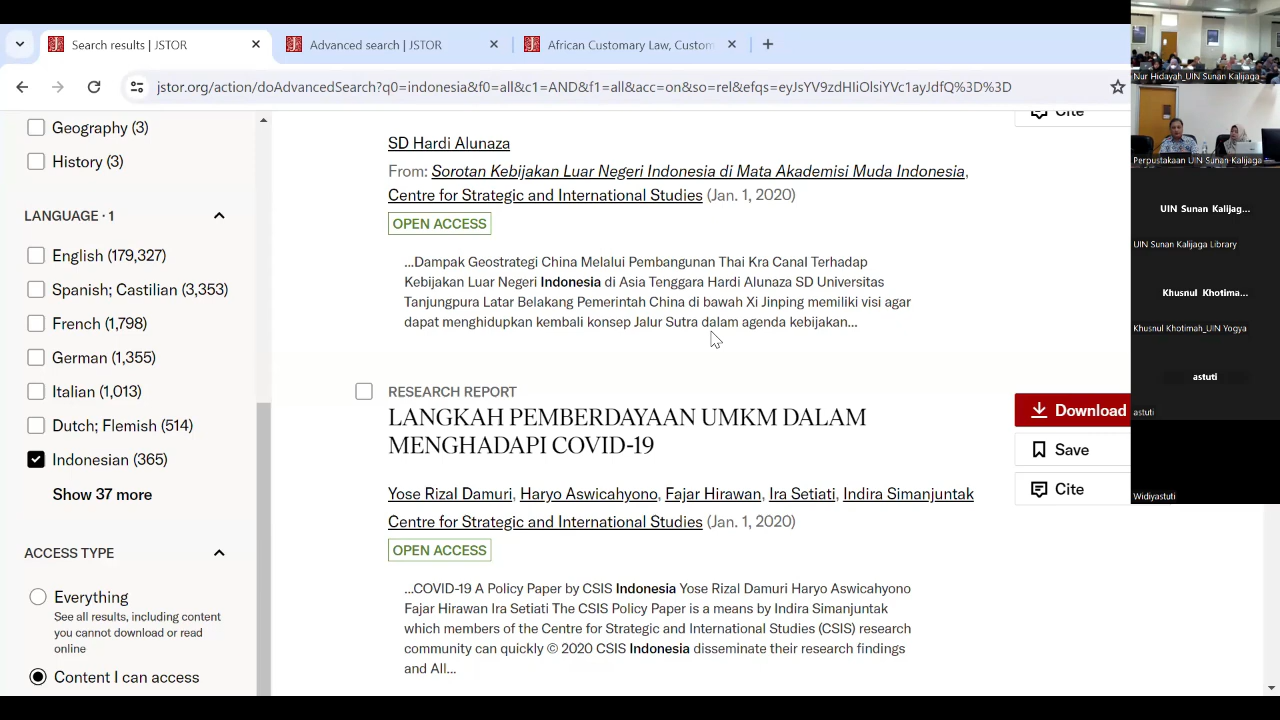 Search results | JSTOR
Advanced search | JSTOR
African Customary Law, Custom
jstor.org/action/doAdvancedSearch?q0=indonesia&f0=all&c1=AND&f1=all&acc=on&so=rel&efqs=eyJsYV9zdHIiOlsiYVc1ayJdfQ%3D%3D
Geography (3)
History (3)
LANGUAGE · 1
English (179,327)
Spanish; Castilian (3,353)
French (1,798)
German (1,355)
Italian (1,013)
Dutch; Flemish (514)
Indonesian (365)
Show 37 more
ACCESS TYPE
Everything
See all results, including content
you cannot download or read
online
Content I can access
Cite
SD Hardi Alunaza
From: Sorotan Kebijakan Luar Negeri Indonesia di Mata Akademisi Muda Indonesia,
Centre for Strategic and International Studies (Jan. 1, 2020)
OPEN ACCESS
...Dampak Geostrategi China Melalui Pembangunan Thai Kra Canal Terhadap
Kebijakan Luar Negeri Indonesia di Asia Tenggara Hardi Alunaza SD Universitas
Tanjungpura Latar Belakang Pemerintah China di bawah Xi Jinping memiliki visi agar
dapat menghidupkan kembali konsep Jalur Sutra dalam agenda kebijakan...
RESEARCH REPORT
LANGKAH PEMBERDAYAAN UMKM DALAM
MENGHADAPI COVID-19
Yose Rizal Damuri, Haryo Aswicahyono, Fajar Hirawan, Ira Setiati, Indira Simanjuntak
Centre for Strategic and International Studies (Jan. 1, 2020)
OPEN ACCESS
...COVID-19 A Policy Paper by CSIS Indonesia Yose Rizal Damuri Haryo Aswicahyono
Fajar Hirawan Ira Setiati The CSIS Policy Paper is a means by Indira Simanjuntak
which members of the Centre for Strategic and International Studies (CSIS) research
community can quickly © 2020 CSIS Indonesia disseminate their research findings
and All...
Download
Save
Cite
Nur Hidayah_UIN Sunan Kalijaga
Perpustakaan UIN Sunan Kalijaga
UIN Sunan Kalijag...
UIN Sunan Kalijaga Library
Khusnul Khotima...
Khusnul Khotimah_UIN Yogya
astuti
astuti
Widiyastuti